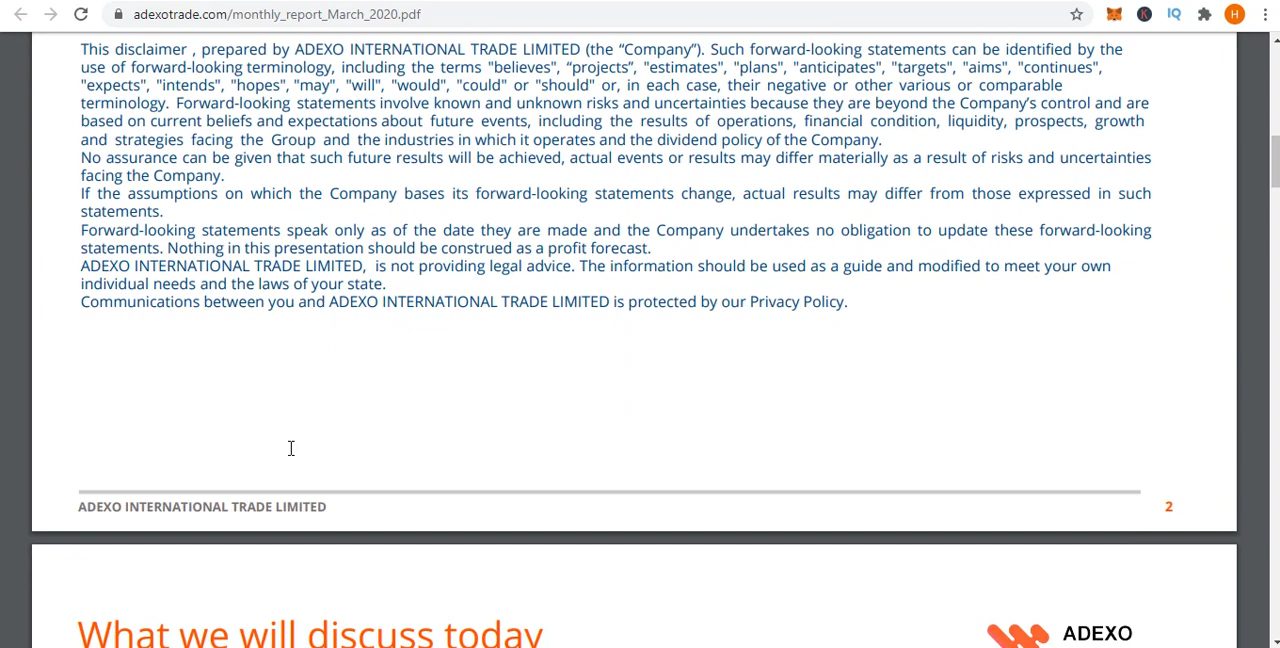 adexotrade.com/monthly_report_March_2020.pdf
K
IQ
H
This disclaimer , prepared by ADEXO INTERNATIONAL TRADE LIMITED (the “Company”). Such forward-looking statements can be identified by the
use of forward-looking terminology, including the terms "believes", “projects”, "estimates", "plans", "anticipates", "targets", "aims", "continues",
"expects", "intends", "hopes", "may", "will", "would", "could" or "should" or, in each case, their negative or other various or comparable
terminology. Forward-looking statements involve known and unknown risks and uncertainties because they are beyond the Company’s control and are
based on current beliefs and expectations about future events, including the results of operations, financial condition, liquidity, prospects, growth
and strategies facing the Group and the industries in which it operates and the dividend policy of the Company.
No assurance can be given that such future results will be achieved, actual events or results may differ materially as a result of risks and uncertainties
facing the Company.
If the assumptions on which the Company bases its forward-looking statements change, actual results may differ from those expressed in such
statements.
Forward-looking statements speak only as of the date they are made and the Company undertakes no obligation to update these forward-looking
statements. Nothing in this presentation should be construed as a profit forecast.
ADEXO INTERNATIONAL TRADE LIMITED, is not providing legal advice. The information should be used as a guide and modified to meet your own
individual needs and the laws of your state.
Communications between you and ADEXO INTERNATIONAL TRADE LIMITED is protected by our Privacy Policy.
ADEXO INTERNATIONAL TRADE LIMITED
2
What we will discuss today
ADEXO